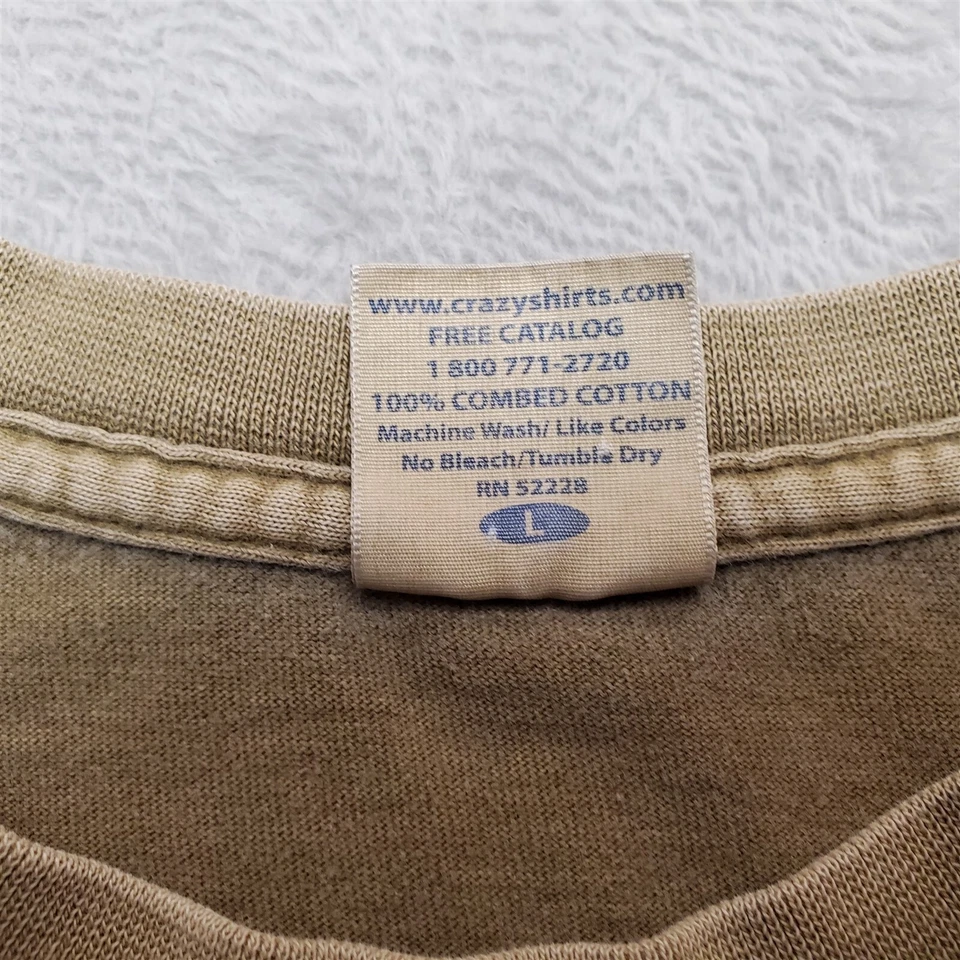 www.crazyshirts.com
FREE CATALOG
1 800 771-2720
100% COMBED COTTON
Machine Wash/ Like Colors
No Bleach/Tumble Dry
RN 52228
L